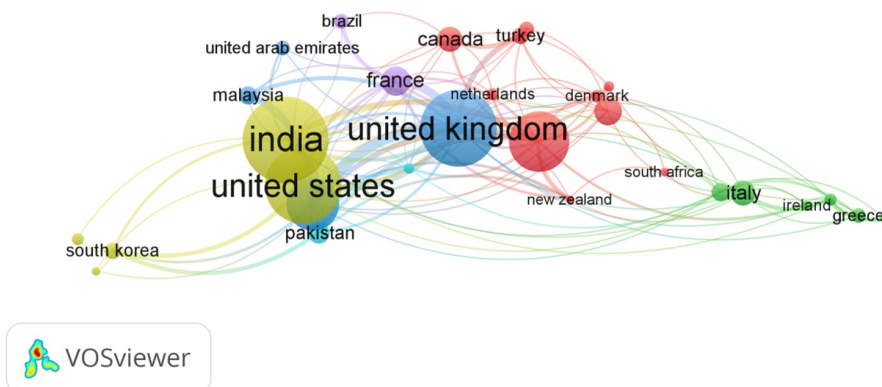 brazil
canada
turkey
united arab emirates
france
malaysia
netherlands
denmark
india
united kingdom
south africa
united states
italy
new zealand
ireland
greece
pakistan
south korea
VOSviewer